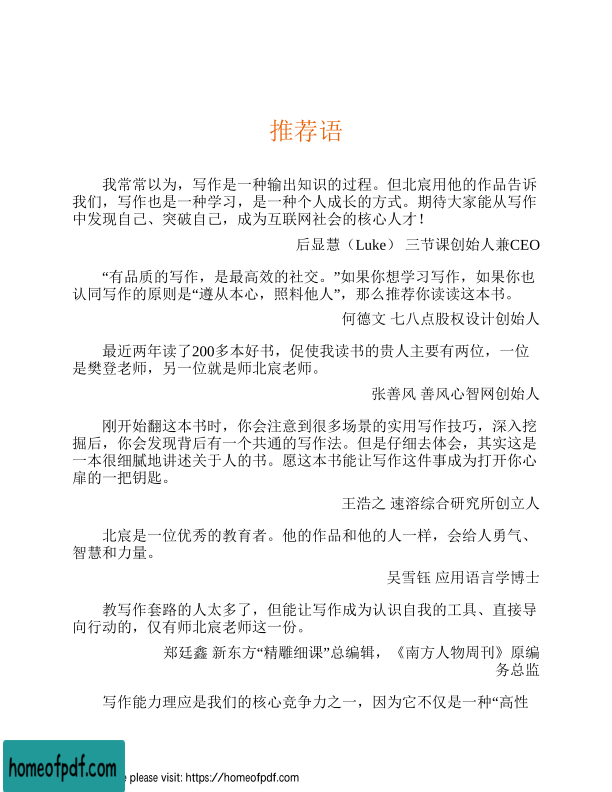 推荐语
我常常以为，写作是一种输出知识的过程。但北宸用他的作品告诉
我们，写作也是一种学习，是一种个人成长的方式。期待大家能从写作
中发现自己、突破自己，成为互联网社会的核心人才！
后显慧（Luke） 三节课创始人兼CEO
“有品质的写作，是最高效的社交。”如果你想学习写作，如果你也
认同写作的原则是“遵从本心，照料他人”，那么推荐你读读这本书。
何德文 七八点股权设计创始人
最近两年读了200多本好书，促使我读书的贵人主要有两位，一位
是樊登老师，另一位就是师北宸老师。
张善风 善风心智网创始人
刚开始翻这本书时，你会注意到很多场景的实用写作技巧，深入挖
掘后，你会发现背后有一个共通的写作法。但是仔细去体会，其实这是
一本很细腻地讲述关于人的书。愿这本书能让写作这件事成为打开你心
扉的一把钥匙。
王浩之 速溶综合研究所创立人
北宸是一位优秀的教育者。他的作品和他的人一样，会给人勇气、
智慧和力量。
吴雪钰 应用语言学博士
教写作套路的人太多了，但能让写作成为认识自我的工具、直接导
向行动的，仅有师北宸老师这一份。
郑廷鑫 新东方“精雕细课”总编辑，《南方人物周刊》原编
务总监
写作能力理应是我们的核心竞争力之一，因为它不仅是一种“高性
homeofpdf.com
e please visit: https://homeofpdf.com